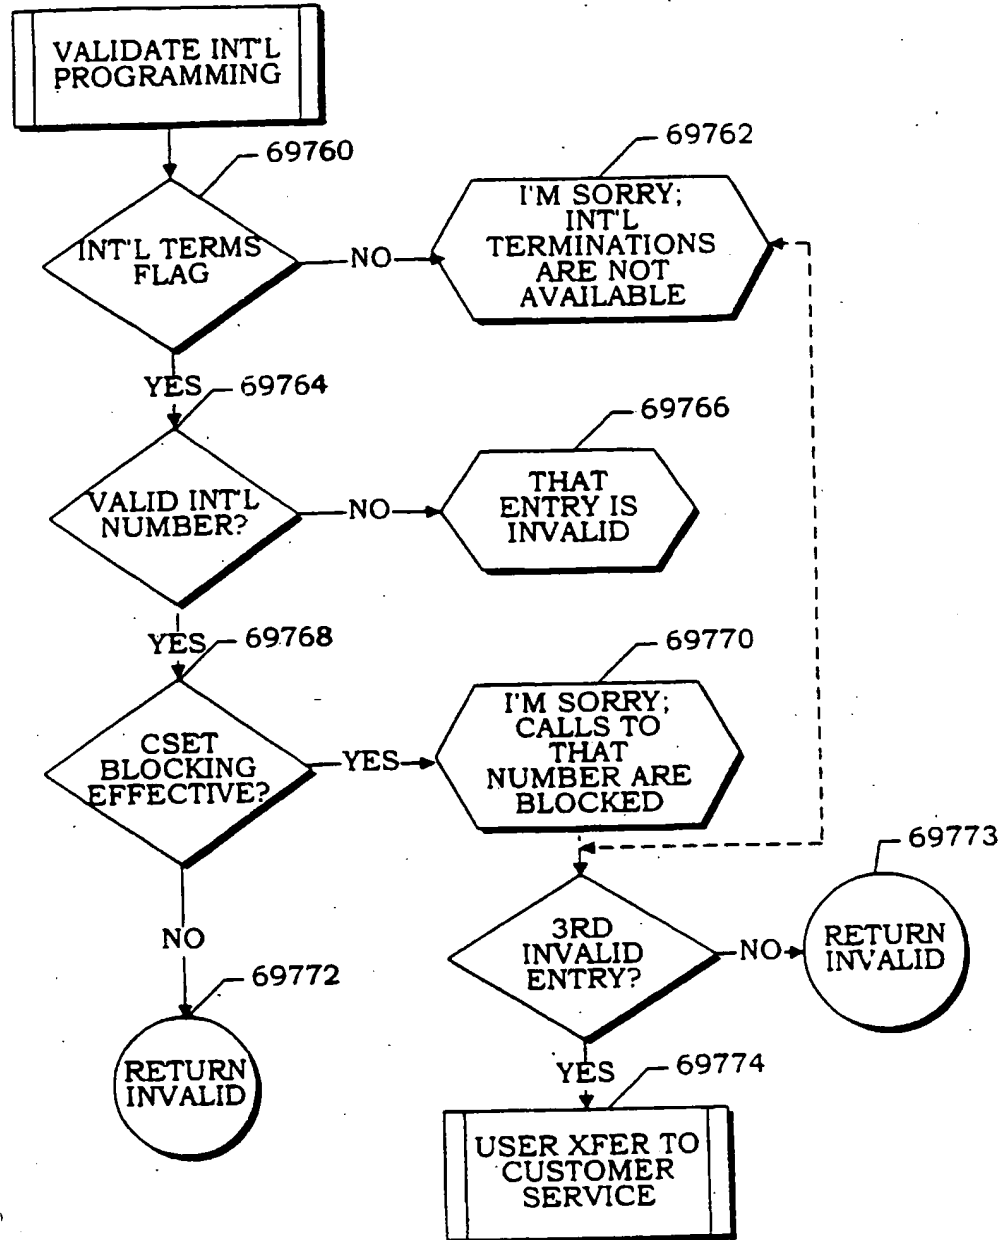 VALIDATE INT'L
PROGRAMMING
69760
INT'L TERMS
FLAG
NO
69762
I'M SORRY;
INT'L
TERMINATIONS
ARE NOT
AVAILABLE
YES
69764
VALID INT'L
NUMBER?
NO
69766
THAT
ENTRY IS
INVALID
YES
69768
CSET
BLOCKING
EFFECTIVE?
YES
69770
I'M SORRY;
CALLS TO
THAT
NUMBER ARE
BLOCKED
NO
69772
RETURN
INVALID
3RD
INVALID
ENTRY?
NO
69773
RETURN
INVALID
YES
69774
USER XFER TO
CUSTOMER
SERVICE